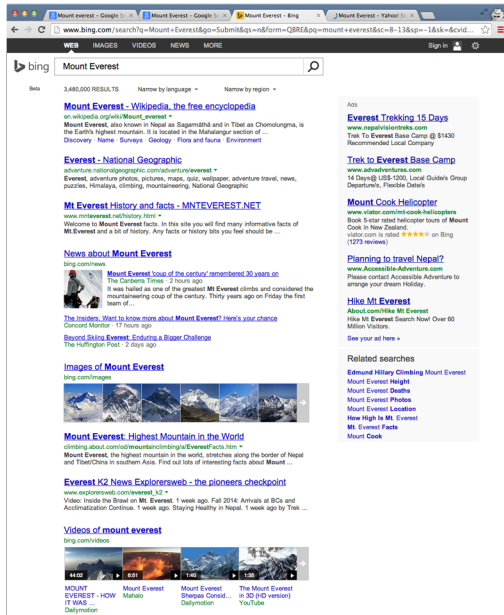 Mount everest - Google Se
Mount Everest - Google Se
Mount Everest - Bing
Mount Everest - Yahoo! Se
www.bing.com/search?q=Mount+Everest&go=Submit&qs=n&form=QBRE&pq=mount+everest&sc=8-13&sp=-1&sk=&cvid...
WEB IMAGES VIDEOS NEWS MORE
Sign in
bing
Mount Everest
Beta
3,480,000 RESULTS Narrow by language Narrow by region
Mount Everest - Wikipedia, the free encyclopedia
en.wikipedia.org/wiki/Mount_everest
Mount Everest, also known in Nepal as Sagarmāthā and in Tibet as Chomolungma, is
the Earth's highest mountain. It is located in the Mahalangur section of ...
Discovery · Name · Surveys · Geology · Flora and fauna · Environment
Everest - National Geographic
adventure.nationalgeographic.com/adventure/everest
Everest, adventure photos, pictures, maps, quiz, wallpaper, adventure travel, news,
puzzles, Himalaya, climbing, mountaineering, National Geographic
Mt Everest History and facts - MNTEVEREST.NET
www.mnteverest.net/history.html
Welcome to Mount Everest facts. In this site you will find many informative facts of
Mt.Everest and a bit of history. Any facts or history bits you feel should be ...
News about Mount Everest
bing.com/news
Mount Everest 'coup of the century' remembered 30 years on
The Canberra Times · 2 hours ago
It was hailed as one of the greatest Mt Everest climbs and considered the
mountaineering coup of the century. Thirty years ago on Friday the first
team of...
The Insiders: Want to know more about Mount Everest? Here's your chance
Concord Monitor · 17 hours ago
Beyond Skiing Everest: Enduring a Bigger Challenge
The Huffington Post · 2 days ago
Images of Mount Everest
bing.com/images
Mount Everest: Highest Mountain in the World
climbing.about.com/od/mountainclimbing/a/EverestFacts.htm
Mount Everest, the highest mountain in the world, stretches along the border of Nepal
and Tibet/China in southern Asia. Find out lots of interesting facts about Mount ...
Everest K2 News Explorersweb - the pioneers checkpoint
www.explorersweb.com/everest_k2
Video: Inside the Brawl on Mt. Everest. 1 week ago. Fall 2014: Arrivals at BCs and
Acclimatization Continue. 1 week ago. Staying Healthy in Nepal. 1 week ago by Trek ...
Videos of mount everest
bing.com/videos
44:02
6:51
1:40
1:35
MOUNT
EVEREST - HOW
IT WAS ...
Dailymotion
Mount Everest
Mahalo
Mount Everest
Sherpas Consid...
Dailymotion
The Mount Everest
in 3D (HD version)
YouTube
Ads
Everest Trekking 15 Days
www.nepalvisiontreks.com
Trek To Everest Base Camp @ $1430
Recommended Local Company
Trek to Everest Base Camp
www.advadventures.com
14 Days@ US$-1200, Local Guide/s Group
Departure/s, Flexible Date/s
Mount Cook Helicopter
www.viator.com/mt-cook-helicopters
Book 5-star rated helicopter tours of Mount
Cook in New Zealand.
viator.com is rated on Bing
(1273 reviews)
Planning to travel Nepal?
www.Accessible-Adventure.com
Please contact Accessible Adventure to
arrange your dream Holiday.
Hike Mt Everest
About.com/Hike Mt Everest
Hike Mt Everest Search Now! Over 60
Million Visitors.
See your ad here »
Related searches
Edmund Hillary Climbing Mount Everest
Mount Everest Height
Mount Everest Deaths
Mount Everest Photos
Mount Everest Location
How High Is Mt. Everest
Mt. Everest Facts
Mount Cook